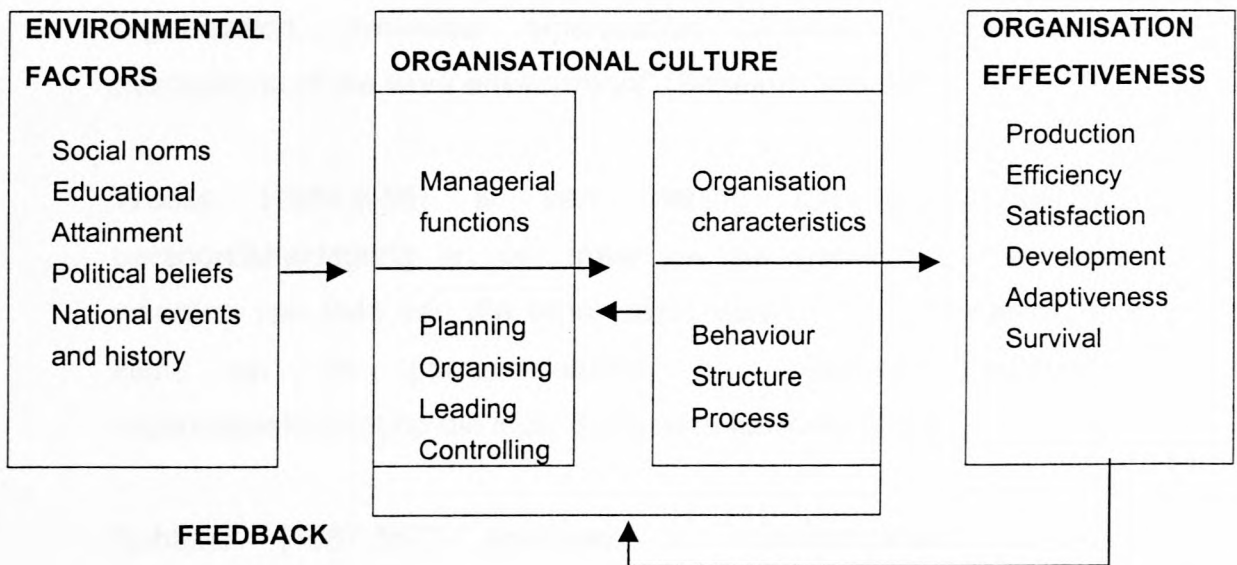 ENVIRONMENTAL
FACTORS
Social norms
Educational
Attainment
Political beliefs
National events
and history
ORGANISATIONAL CULTURE
Managerial
functions
Planning
Organising
Leading
Controlling
Organisation
characteristics
Behaviour
Structure
Process
ORGANISATION
EFFECTIVENESS
Production
Efficiency
Satisfaction
Development
Adaptiveness
Survival
FEEDBACK